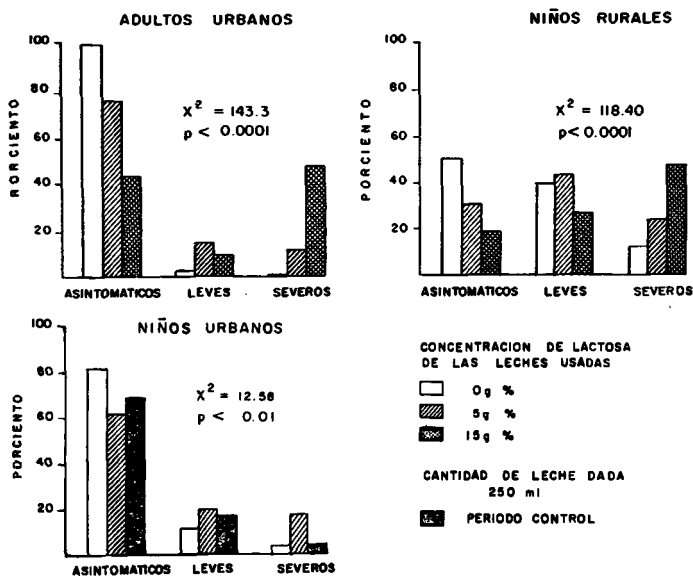 ADULTOS URBANOS
100
80
60
40
20
RORCIENTO
X² = 143.3
p < 0.0001
ASINTOMATICOS LEVES SEVEROS
NIÑOS RURALES
100
80
60
40
20
PORCIENTO
X² = 118.40
p< 0.0001
ASINTOMATICOS LEVES SEVEROS
NIÑOS URBANOS
100
80
60
40
20
PORCIENTO
X² = 12.58
p < 0.01
ASINTOMATICOS LEVES SEVEROS
CONCENTRACION DE LACTOSA
DE LAS LECHES USADAS
0g %
5g %
15g %
CANTIDAD DE LECHE DADA
250 ml
PERIODO CONTROL